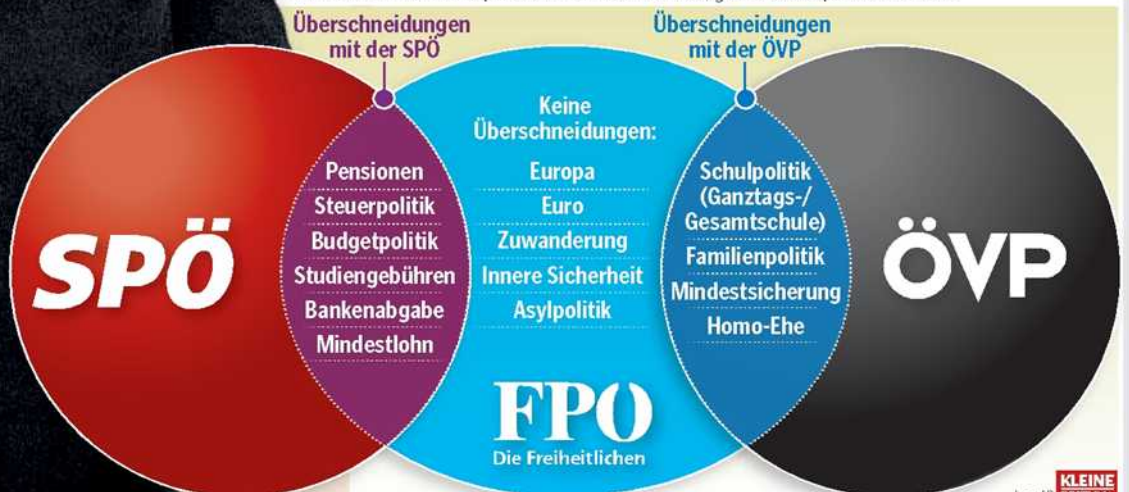 Überschneidungen
mit der SPÖ
Überschneidungen
mit der ÖVP
SPÖ
Pensionen
Steuerpolitik
Budgetpolitik
Studiengebühren
Bankenabgabe
Mindestlohn
Keine
Überschneidungen:
Europa
Euro
Zuwanderung
Innere Sicherheit
Asylpolitik
FPÖ
Die Freiheitlichen
Schulpolitik
(Ganztags-/
Gesamtschule)
Familienpolitik
Mindestsicherung
Homo-Ehe
ÖVP
KLEINE